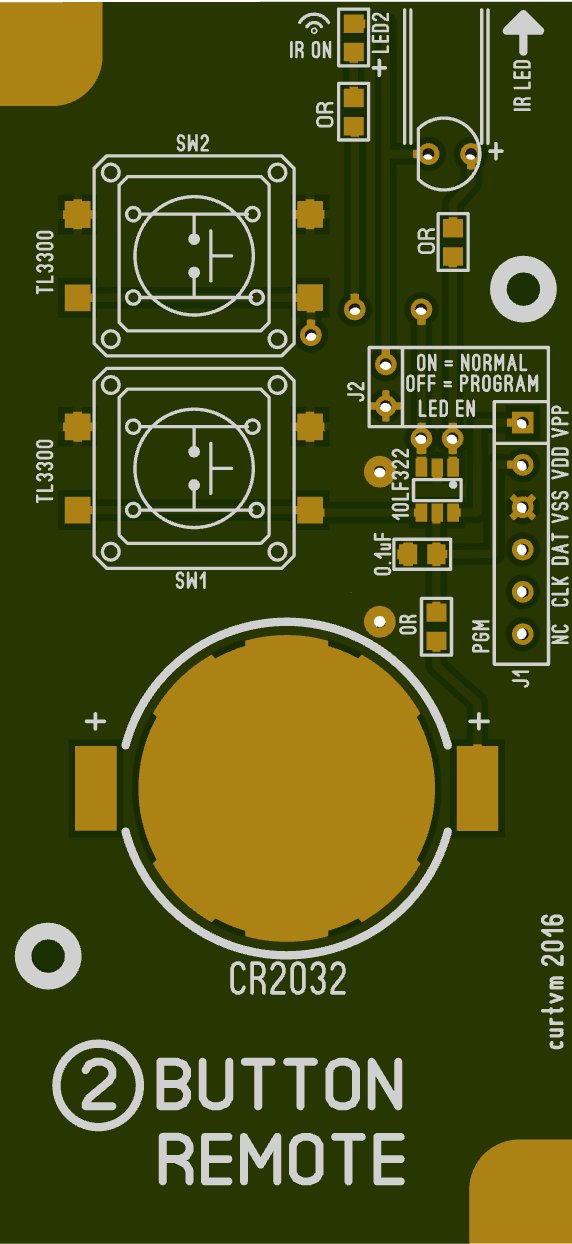 LED2
IR ON
+
IR LED
OR
+
SW2
OR
TL3300
ON = NORMAL
OFF = PROGRAM
LED EN
J2
VPP
VDD
VSS
DAT
CLK
NC
TL3300
10LF322
0.1uF
SW1
OR
PGM
J1
+
+
CR2032
curtvm 2016
2 BUTTON
REMOTE